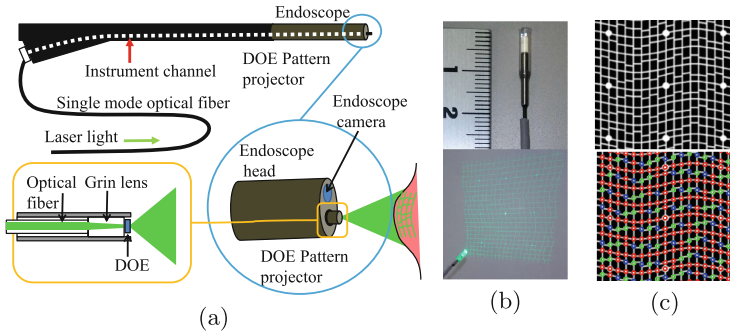 Endoscope
Instrument channel
DOE Pattern
projector
Single mode optical fiber
Laser light
Endoscope
camera
Endoscope
head
Optical
fiber
Grin lens
DOE
DOE Pattern
projector
1
2
(a)
(b)
(c)